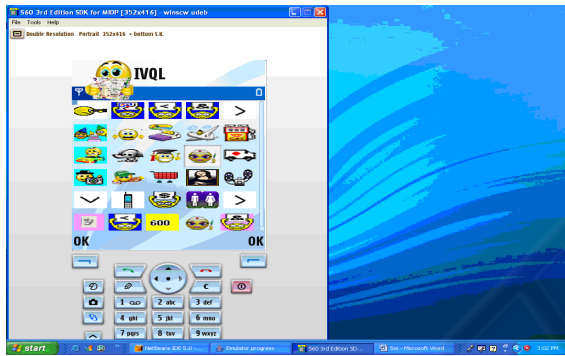 S60 3rd Edition SDK for MIDP [352x416] - winscw udeb
File Tools Help
Double Resolution Portrait 352x416 + bottom S.K.
IVQL
>
>
600
OK OK
C
1 2 abc 3 def
4 ghi 5 jkl 6 mno
7 pqrs 8 tuv 9 wxyz
start NetBeans IDE 5.0 -... Emulator progress S60 3rd Edition SD... - Microsoft Word 3:02 PM